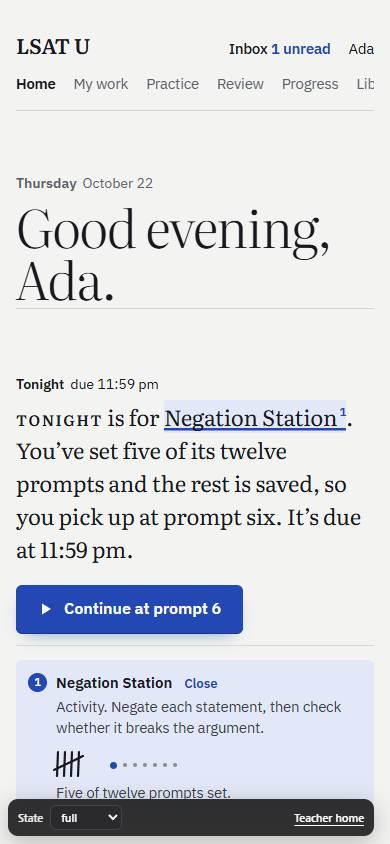 LSAT U
Inbox 1 unread Ada
Home My work Practice Review Progress Lib
Thursday October 22
Good evening,
Ada.
Tonight due 11:59 pm
TONIGHT is for Negation Station 1.
You’ve set five of its twelve
prompts and the rest is saved, so
you pick up at prompt six. It’s due
at 11:59 pm.
Continue at prompt 6
1 Negation Station Close
Activity. Negate each statement, then check
whether it breaks the argument.
Five of twelve prompts set.
State full Teacher home